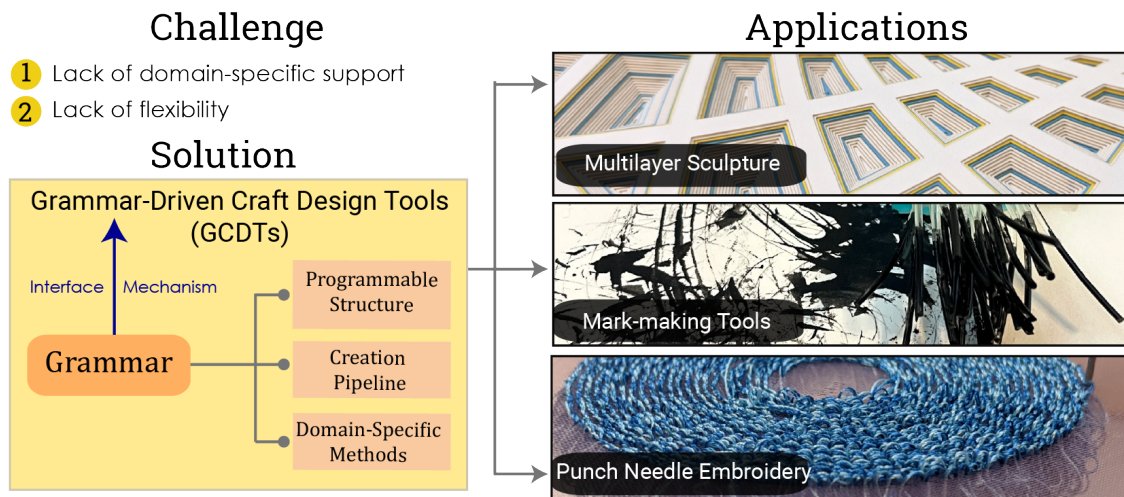 Challenge
1 Lack of domain-specific support
2 Lack of flexibility
Solution
Grammar-Driven Craft Design Tools
(GCDTs)
Interface Mechanism
Grammar
Programmable
Structure
Creation
Pipeline
Domain-Specific
Methods
Applications
Multilayer Sculpture
Mark-making Tools
Punch Needle Embroidery